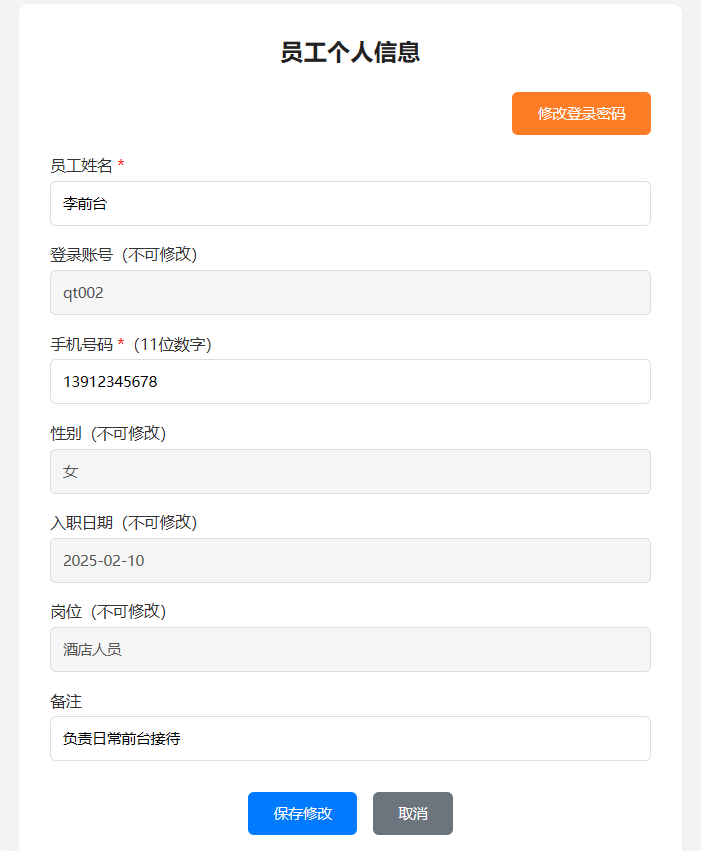 员工个人信息
修改登录密码
员工姓名 *
李前台
登录账号（不可修改）
qt002
手机号码 *（11位数字）
13912345678
性别（不可修改）
女
入职日期（不可修改）
2025-02-10
岗位（不可修改）
酒店人员
备注
负责日常前台接待
保存修改 取消